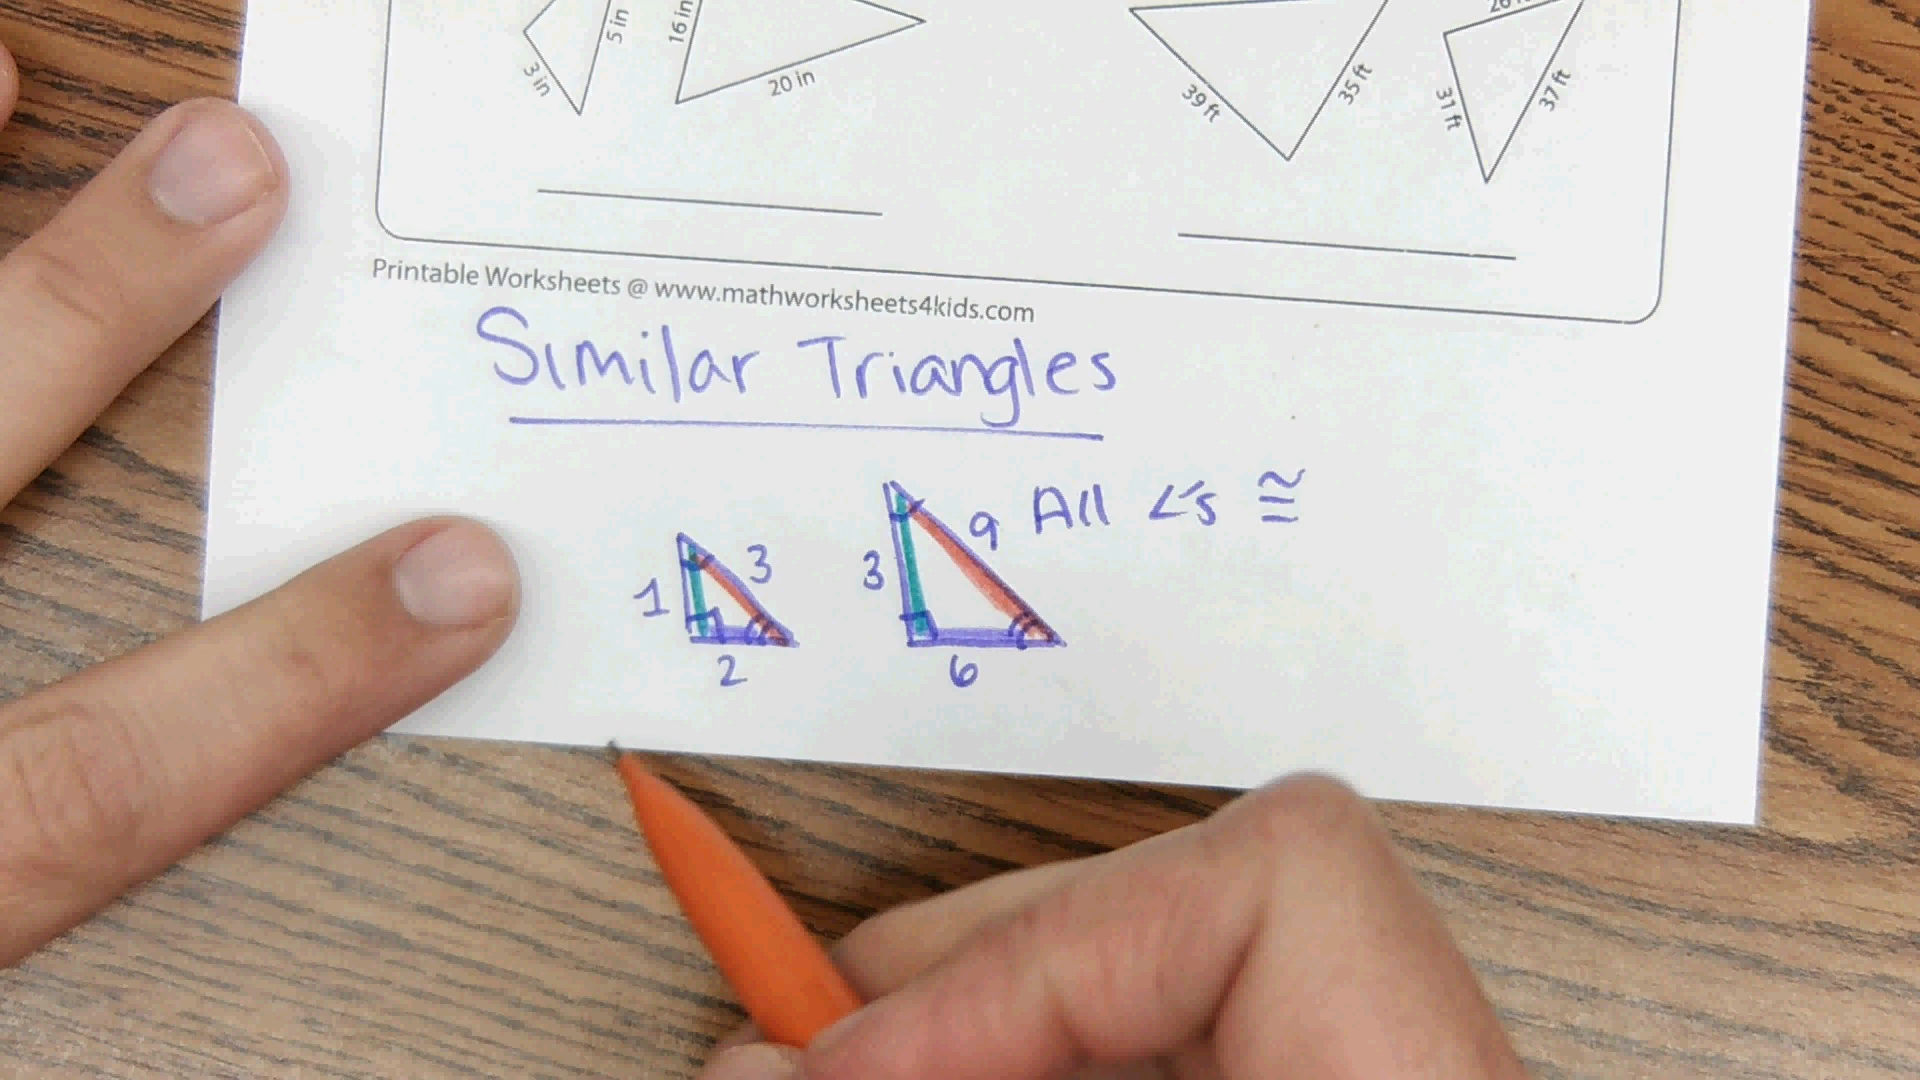 3 in
5 in
16 in
20 in
39 ft
35 ft
31 ft
37 ft
Printable Worksheets @ www.mathworksheets4kids.com
Similar Triangles
All ∠'s ≅
1
3
2
3
9
6